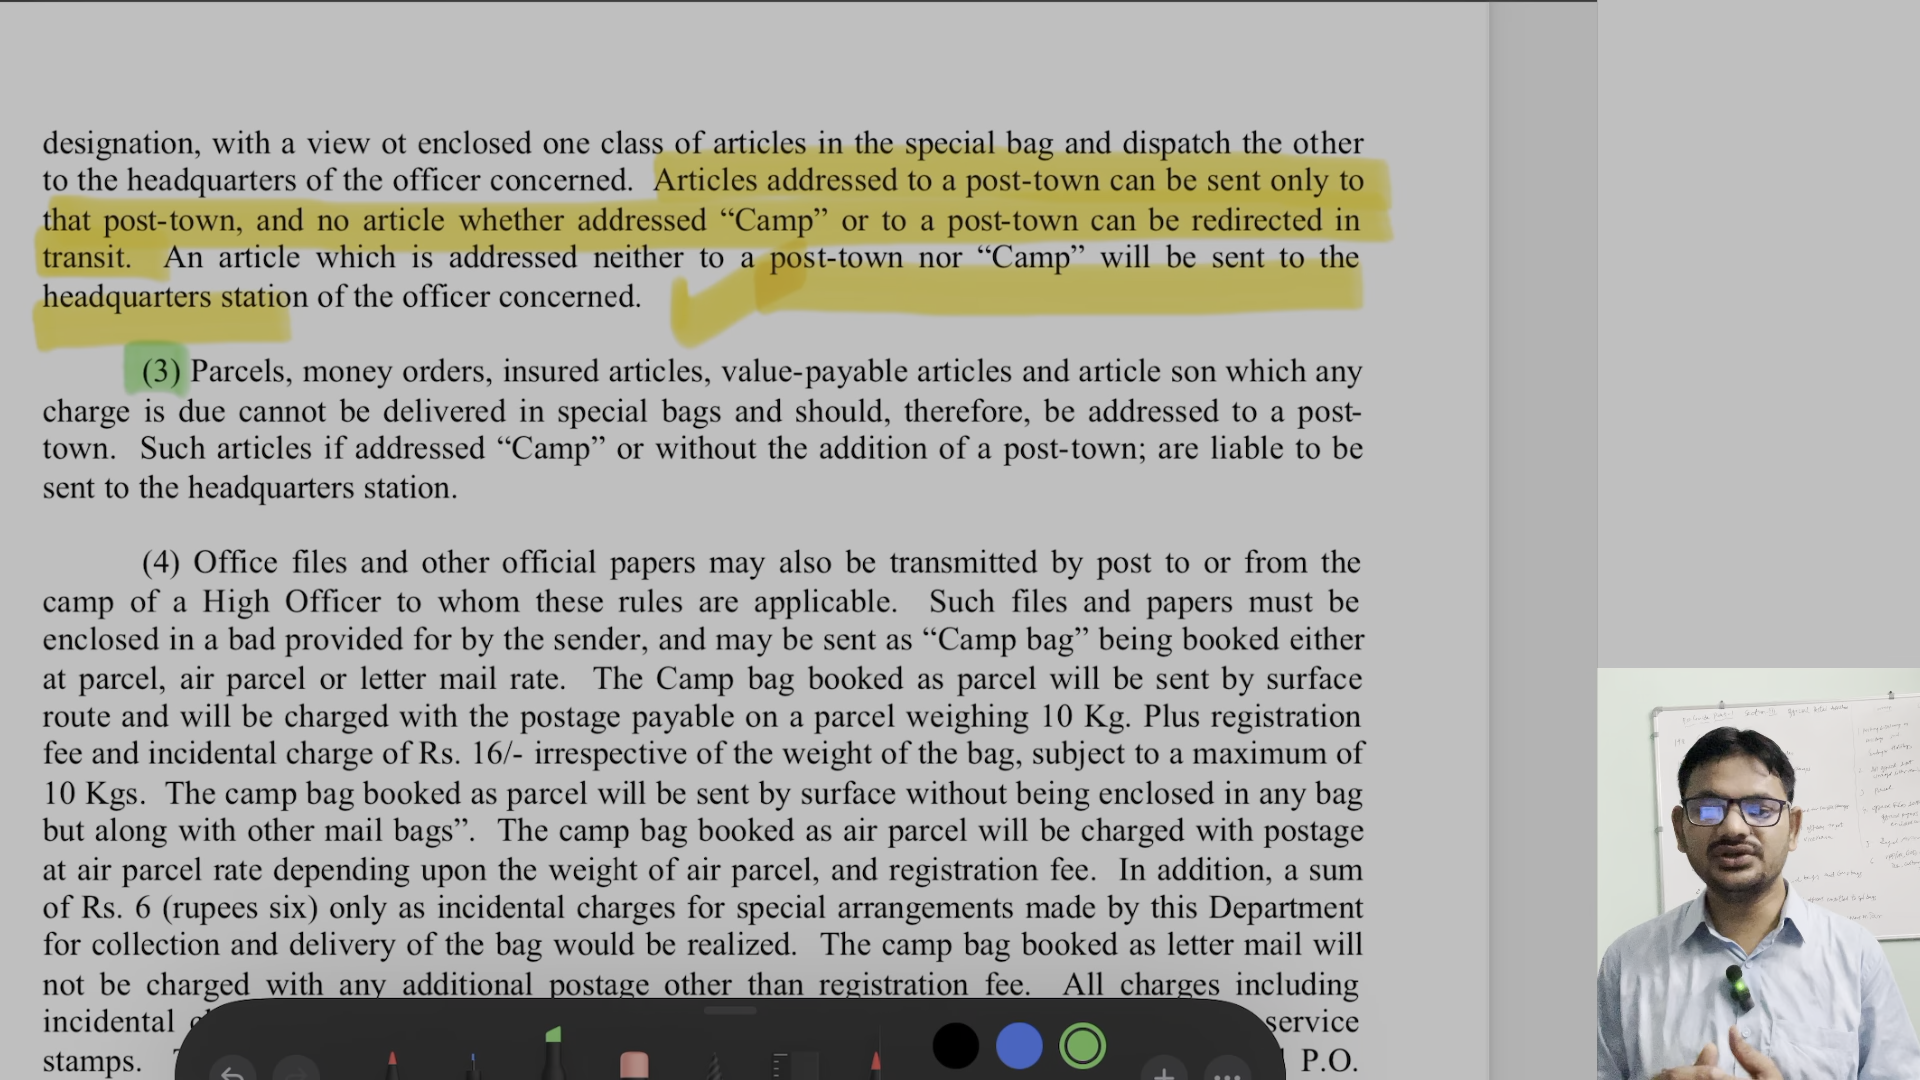 designation, with a view ot enclosed one class of articles in the special bag and dispatch the other
to the headquarters of the officer concerned. Articles addressed to a post-town can be sent only to
that post-town, and no article whether addressed “Camp” or to a post-town can be redirected in
transit. An article which is addressed neither to a post-town nor “Camp” will be sent to the
headquarters station of the officer concerned.
(3) Parcels, money orders, insured articles, value-payable articles and article son which any
charge is due cannot be delivered in special bags and should, therefore, be addressed to a post-
town. Such articles if addressed “Camp” or without the addition of a post-town; are liable to be
sent to the headquarters station.
(4) Office files and other official papers may also be transmitted by post to or from the
camp of a High Officer to whom these rules are applicable. Such files and papers must be
enclosed in a bad provided for by the sender, and may be sent as “Camp bag” being booked either
at parcel, air parcel or letter mail rate. The Camp bag booked as parcel will be sent by surface
route and will be charged with the postage payable on a parcel weighing 10 Kg. Plus registration
fee and incidental charge of Rs. 16/- irrespective of the weight of the bag, subject to a maximum of
10 Kgs. The camp bag booked as parcel will be sent by surface without being enclosed in any bag
but along with other mail bags”. The camp bag booked as air parcel will be charged with postage
at air parcel rate depending upon the weight of air parcel, and registration fee. In addition, a sum
of Rs. 6 (rupees six) only as incidental charges for special arrangements made by this Department
for collection and delivery of the bag would be realized. The camp bag booked as letter mail will
not be charged with any additional postage other than registration fee. All charges including
incidental service
stamps. P.O.